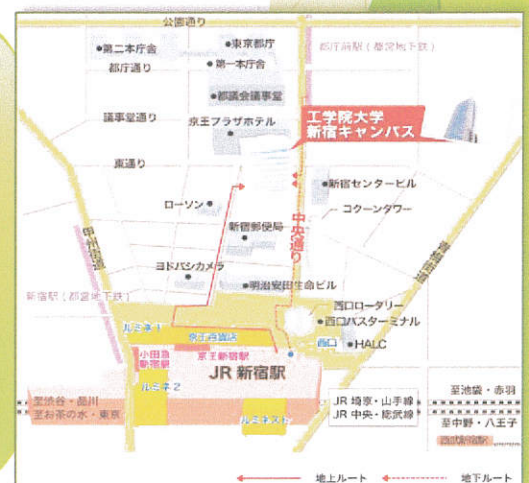 公園通り
都庁前駅(都営地下鉄)
第二本庁舎
東京都庁
都庁通り
第一本庁舎
都議会議事堂
議事堂通り
京王プラザホテル
工学院大学
新宿キャンパス
東通り
新宿センタービル
ローソン
コクーンタワー
中央通り
新宿郵便局
甲州街道
青梅街道
ヨドバシカメラ
新宿駅(都営地下鉄)
明治安田生命ビル
西口ロータリー
西口バスターミナル
ルミネ1
京王百貨店
西口
HALC
小田急
新宿駅
京王新宿駅
JR 新宿駅
ルミネ2
至渋谷・品川
至お茶の水・東京
ルミネスト
JR 埼京・山手線
JR 中央・総武線
至池袋・赤羽
至中野・八王子
西武新宿駅
地上ルート
地下ルート